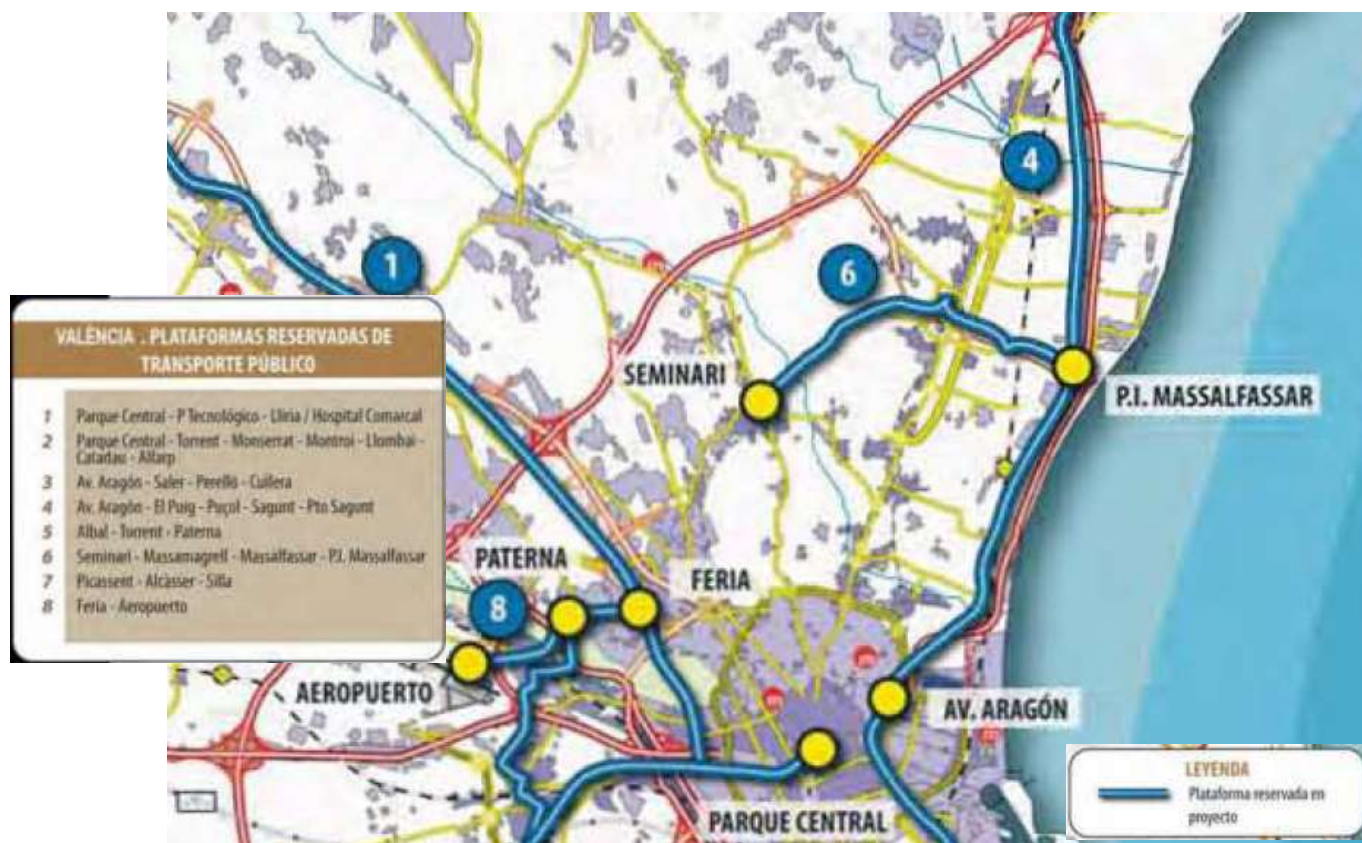 1
4
6
SEMINARI
P.I. MASSALFASSAR
VALÈNCIA . PLATAFORMAS RESERVADAS DE
TRANSPORTE PÚBLICO
1 Parque Central - P Tecnológico - Lliria / Hospital Comarcal
2 Parque Central - Torrent - Monserrat - Montroi - Llombai -
Catadau - Alfarp
3 Av. Aragón - Saler - Perelló - Cullera
4 Av. Aragón - El Puig - Puçol - Sagunt - Pto Sagunt
5 Albal - Torrent - Paterna
6 Seminari - Massamagrell - Massalfassar - P.I. Massalfassar
7 Picassent - Alcàsser - Silla
8 Feria - Aeropuerto
PATERNA
FERIA
8
AEROPUERTO
AV. ARAGÓN
PARQUE CENTRAL
LEYENDA
Plataforma reservada en
proyecto